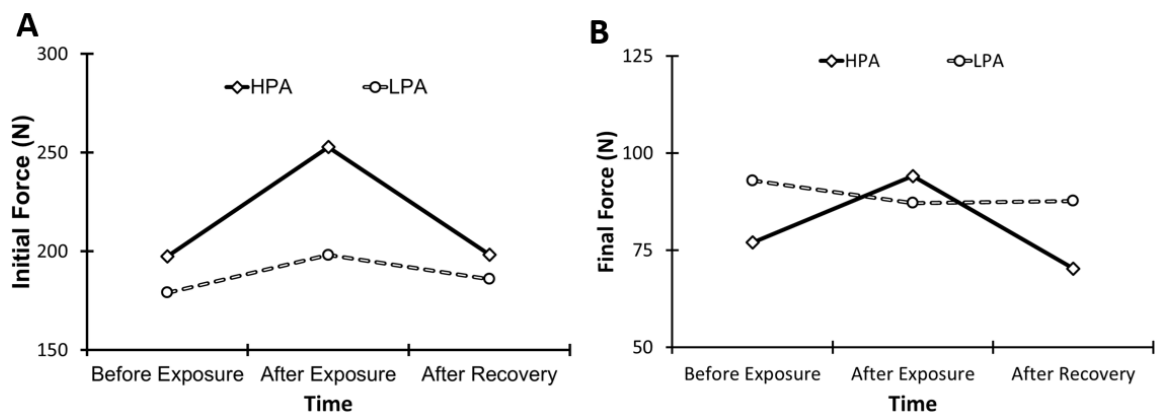 A
300
250
200
150
Initial Force (N)
HPA LPA
Before Exposure After Exposure After Recovery
Time
B
125
100
75
50
Final Force (N)
HPA LPA
Before Exposure After Exposure After Recovery
Time